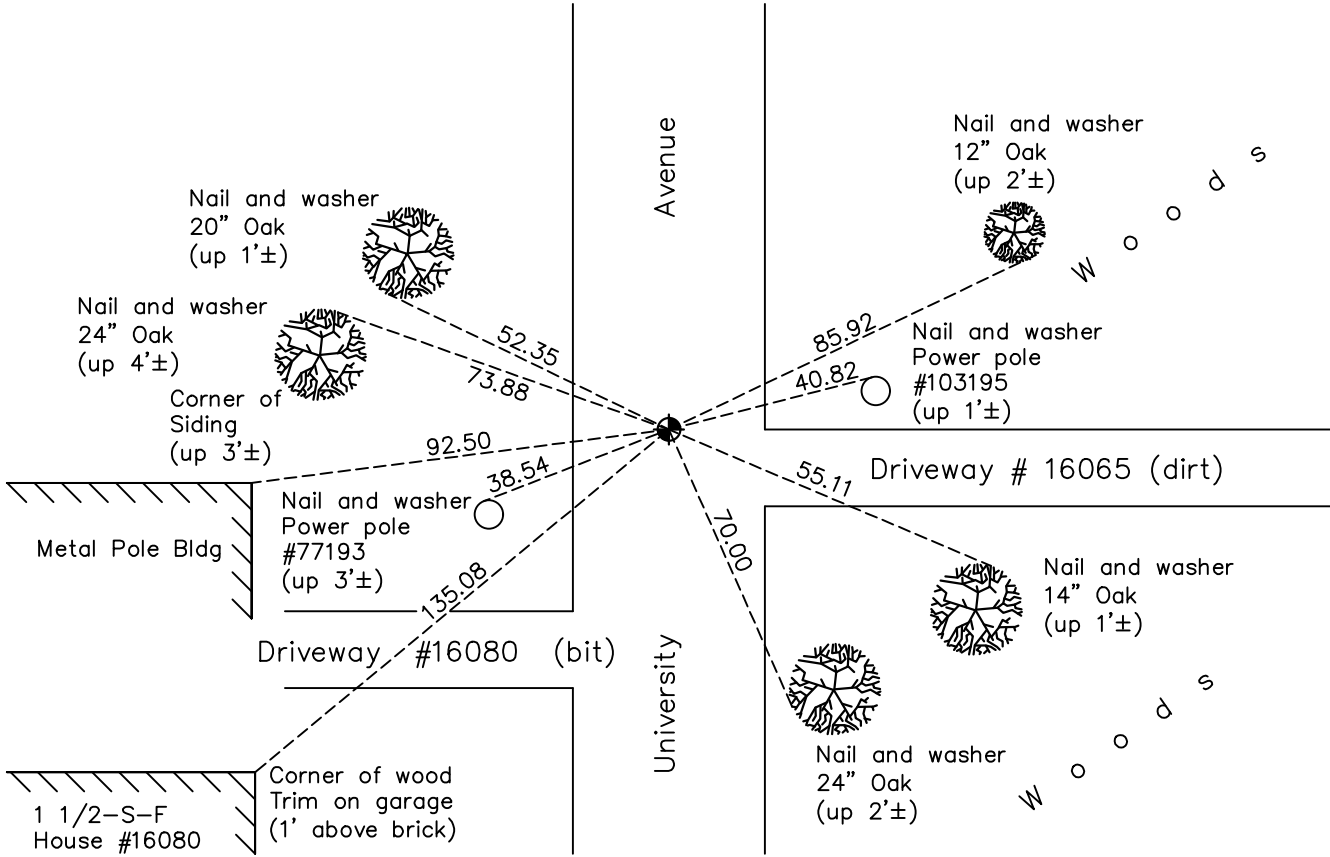 Nail and washer
12” Oak
(up 2'±)
W o o d s
Avenue
Nail and washer
20” Oak
(up 1'±)
Nail and washer
24” Oak
(up 4'±)
52.35
73.88
85.92
40.82
Nail and washer
Power pole
#103195
(up 1'±)
Corner of
Siding
(up 3'±)
92.50
38.54
55.11
Driveway # 16065 (dirt)
Nail and washer
Power pole
#77193
(up 3'±)
Metal Pole Bldg
70.00
135.08
Nail and washer
14” Oak
(up 1'±)
Driveway #16080 (bit)
University
W o o d s
Nail and washer
24” Oak
(up 2'±)
Corner of wood
Trim on garage
(1' above brick)
1 1/2-S-F
House #16080